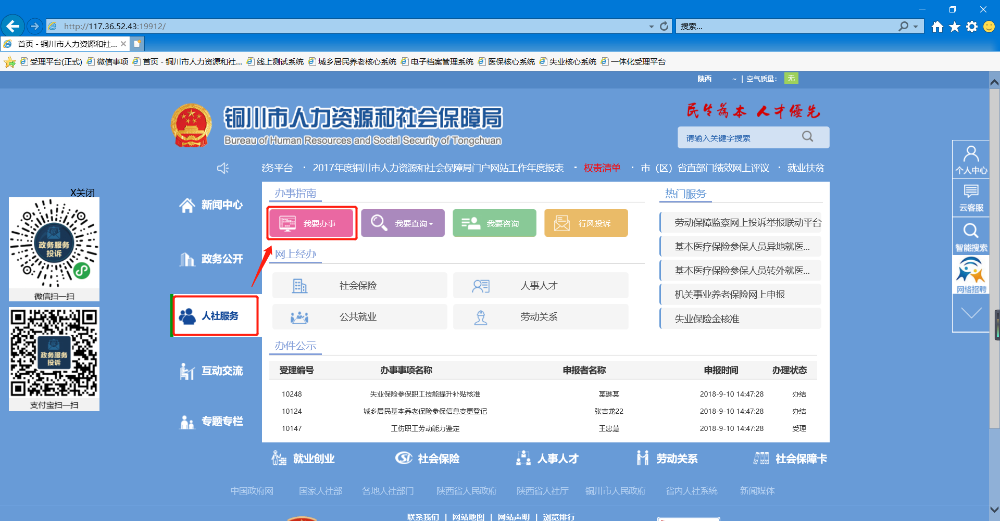 http://117.36.52.43:19912/
搜索...
首页 - 铜川市人力资源和社...
受理平台(正式) 微信事项 首页 - 铜川市人力资源和社... 线上测试系统 城乡居民养老核心系统 电子档案管理系统 医保核心系统 失业核心系统 一体化受理平台
陕西 ~ | 空气质量： 无
铜川市人力资源和社会保障局
Bureau of Human Resources and Social Security of Tongchuan
民生为本 人才優先
请输入关键字搜索
服务平台 · 2017年度铜川市人力资源和社会保障局门户网站工作年度报表 · 权责清单 · 市（区）省直部门绩效网上评议 · 就业扶贫
X关闭
政务服务
投诉
微信扫一扫
政务服务
投诉
支付宝扫一扫
新闻中心
政务公开
人社服务
互动交流
专题专栏
办事指南
我要办事 我要查询 我要咨询 行风投诉
网上经办
社会保险 人事人才
公共就业 劳动关系
热门服务
劳动保障监察网上投诉举报联动平台
基本医疗保险参保人员异地就医...
基本医疗保险参保人员转外就医...
机关事业养老保险网上申报
失业保险金核准
办件公示
受理编号 办事事项名称 申报者名称 申报时间 办理状态
10248 失业保险参保职工技能提升补贴核准 某琳某 2018-9-10 14:47:28 办结
10124 城乡居民基本养老保险参保信息变更登记 张吉龙22 2018-9-10 14:47:28 办结
10147 工伤职工劳动能力鉴定 王忠慧 2018-9-10 14:47:28 受理
个人中心
云客服
智能搜索
网络招聘
就业创业 社会保险 人事人才 劳动关系 社会保障卡
中国政府网 国家人社部 各地人社部门 陕西省人民政府 陕西省人社厅 铜川市人民政府 省内人社系统 新闻媒体
联系我们 | 网站地图 | 网站声明 | 浏览排行